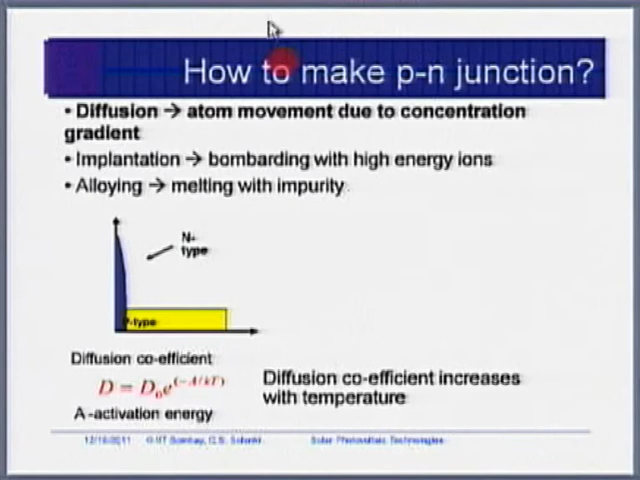 How to make p-n junction?
• Diffusion → atom movement due to concentration
gradient
• Implantation → bombarding with high energy ions
• Alloying → melting with impurity
N-
type
P-type
Diffusion co-efficient
D = D₀e^(-A/kT)
A-activation energy
Diffusion co-efficient increases
with temperature
12/16/2011 © IIT Bombay, C.S. Solanki Solar Photovoltaic Technologies